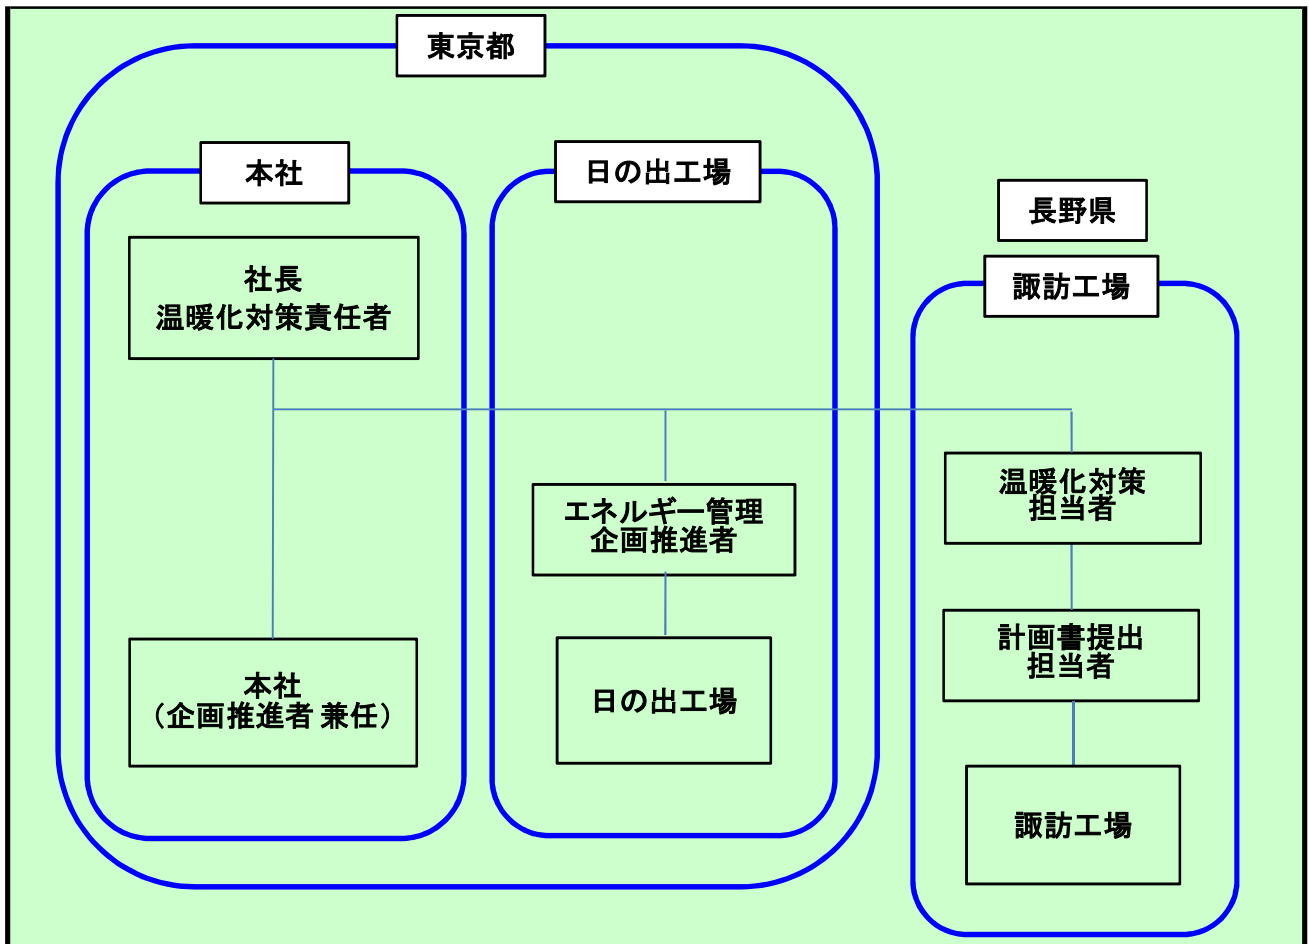 東京都
本社
社長
温暖化対策責任者
本社
（企画推進者 兼任）
日の出工場
エネルギー管理
企画推進者
日の出工場
長野県
諏訪工場
温暖化対策
担当者
計画書提出
担当者
諏訪工場